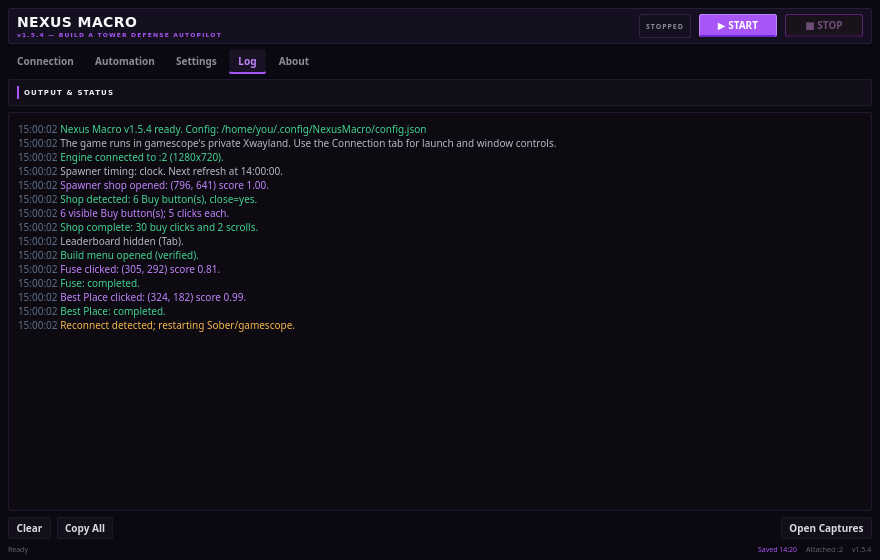 NEXUS MACRO
v1.5.4 — BUILD A TOWER DEFENSE AUTOPILOT
STOPPED
▶ START
■ STOP
Connection
Automation
Settings
Log
About
OUTPUT & STATUS
15:00:02 Nexus Macro v1.5.4 ready. Config: /home/you/.config/NexusMacro/config.json
15:00:02 The game runs in gamescope's private Xwayland. Use the Connection tab for launch and window controls.
15:00:02 Engine connected to :2 (1280x720).
15:00:02 Spawner timing: clock. Next refresh at 14:00:00.
15:00:02 Spawner shop opened: (796, 641) score 1.00.
15:00:02 Shop detected: 6 Buy button(s), close=yes.
15:00:02 6 visible Buy button(s); 5 clicks each.
15:00:02 Shop complete: 30 buy clicks and 2 scrolls.
15:00:02 Leaderboard hidden (Tab).
15:00:02 Build menu opened (verified).
15:00:02 Fuse clicked: (305, 292) score 0.81.
15:00:02 Fuse: completed.
15:00:02 Best Place clicked: (324, 182) score 0.99.
15:00:02 Best Place: completed.
15:00:02 Reconnect detected; restarting Sober/gamescope.
Clear
Copy All
Open Captures
Ready
Saved 14:20
Attached :2
v1.5.4